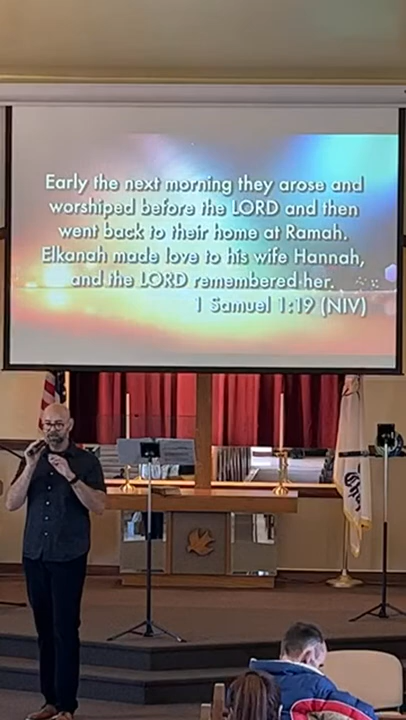 Early the next morning they arose and
worshiped before the LORD and then
went back to their home at Ramah.
Elkanah made love to his wife Hannah,
and the LORD remembered her.
1 Samuel 1:19 (NIV)